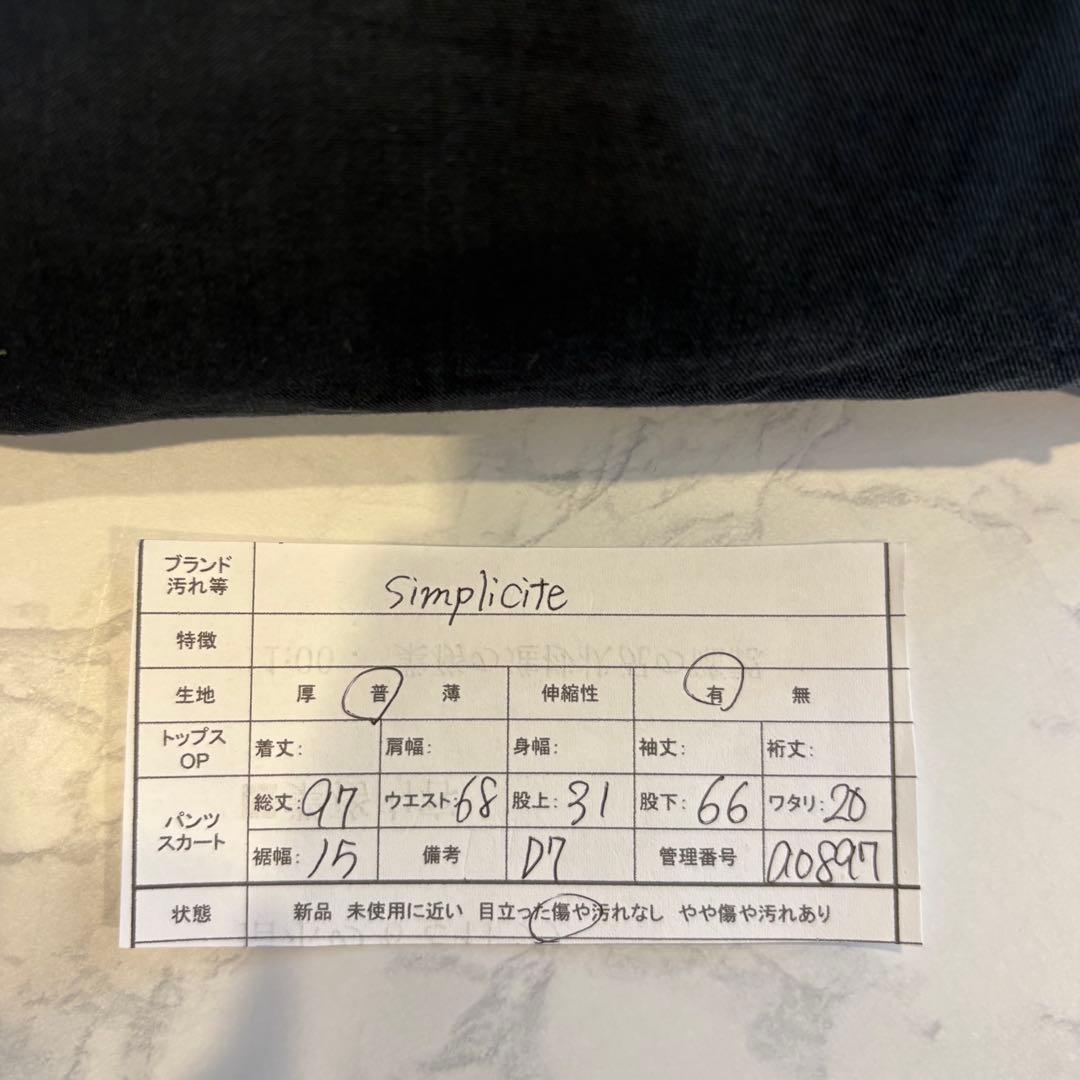 ブランド
汚れ等 simplicite
特徴
生地 厚 普 薄 伸縮性 有 無
トップス
OP 着丈: 肩幅: 身幅: 袖丈: 裄丈:
パンツ
スカート 総丈: 97 ウエスト: 68 股上: 31 股下: 66 ワタリ: 20
裾幅: 15 備考 D7 管理番号 a0897
状態 新品 未使用に近い 目立った傷や汚れなし やや傷や汚れあり